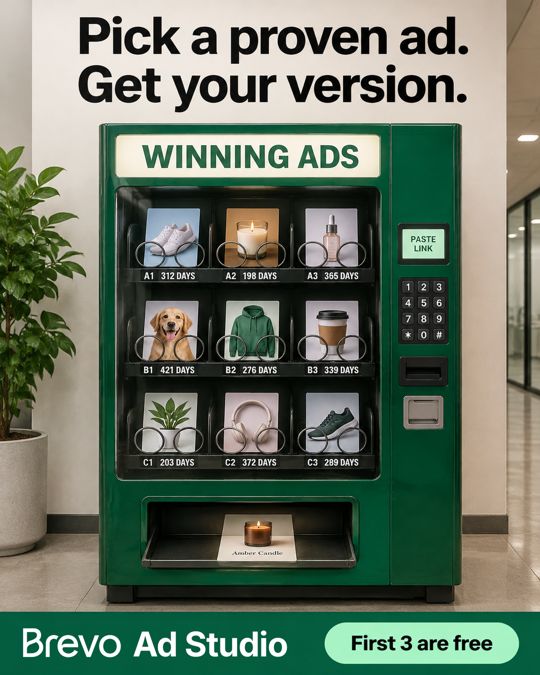 Pick a proven ad.
Get your version.
WINNING ADS
PASTE
LINK
A1 312 DAYS
A2 198 DAYS
A3 365 DAYS
1 2 3
4 5 6
7 8 9
* 0 #
B1 421 DAYS
B2 276 DAYS
B3 339 DAYS
C1 203 DAYS
C2 372 DAYS
C3 289 DAYS
Amber Candle
Brevo Ad Studio
First 3 are free